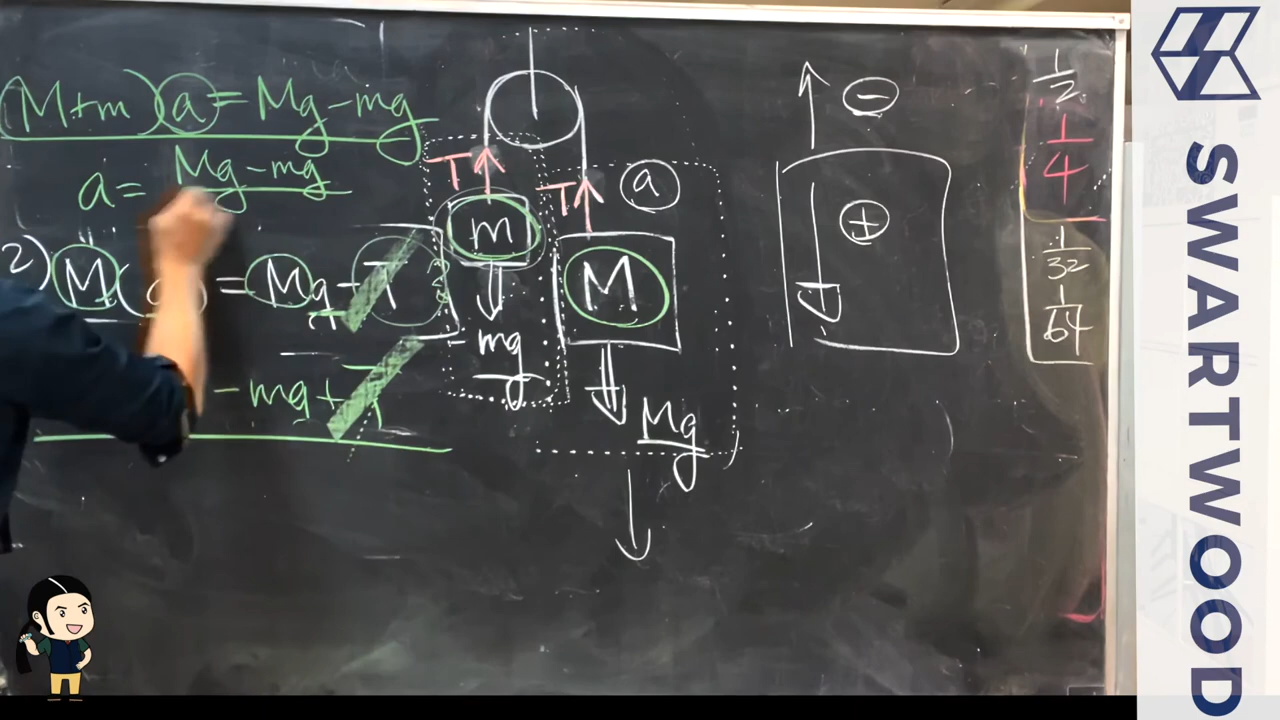 (M+m)(a) = Mg-mg
a = Mg-mg
2) M( ) = Mg-T
-mg+T
T
m
mg
T
M
Mg
a
-
+
1/2
1/4
1/32
1/64
SWARTWOOD